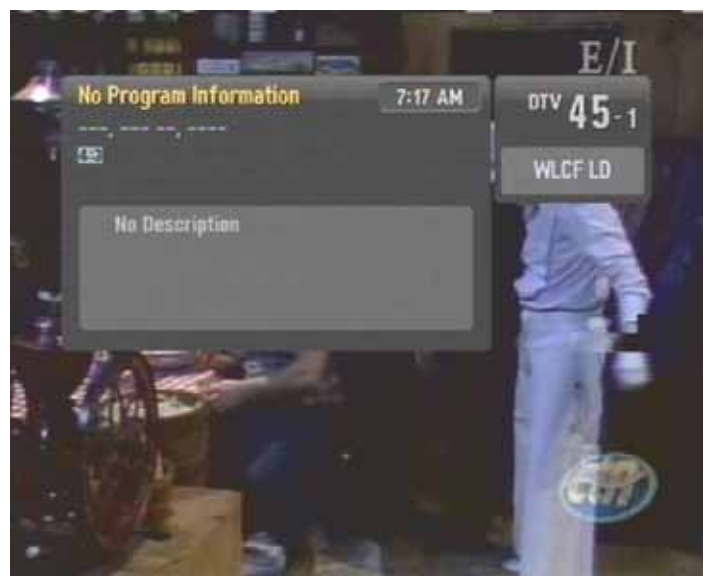 E/I
No Program Information
7:17 AM
DTV 45-1
---, --- --, ----
WLCF LD
No Description